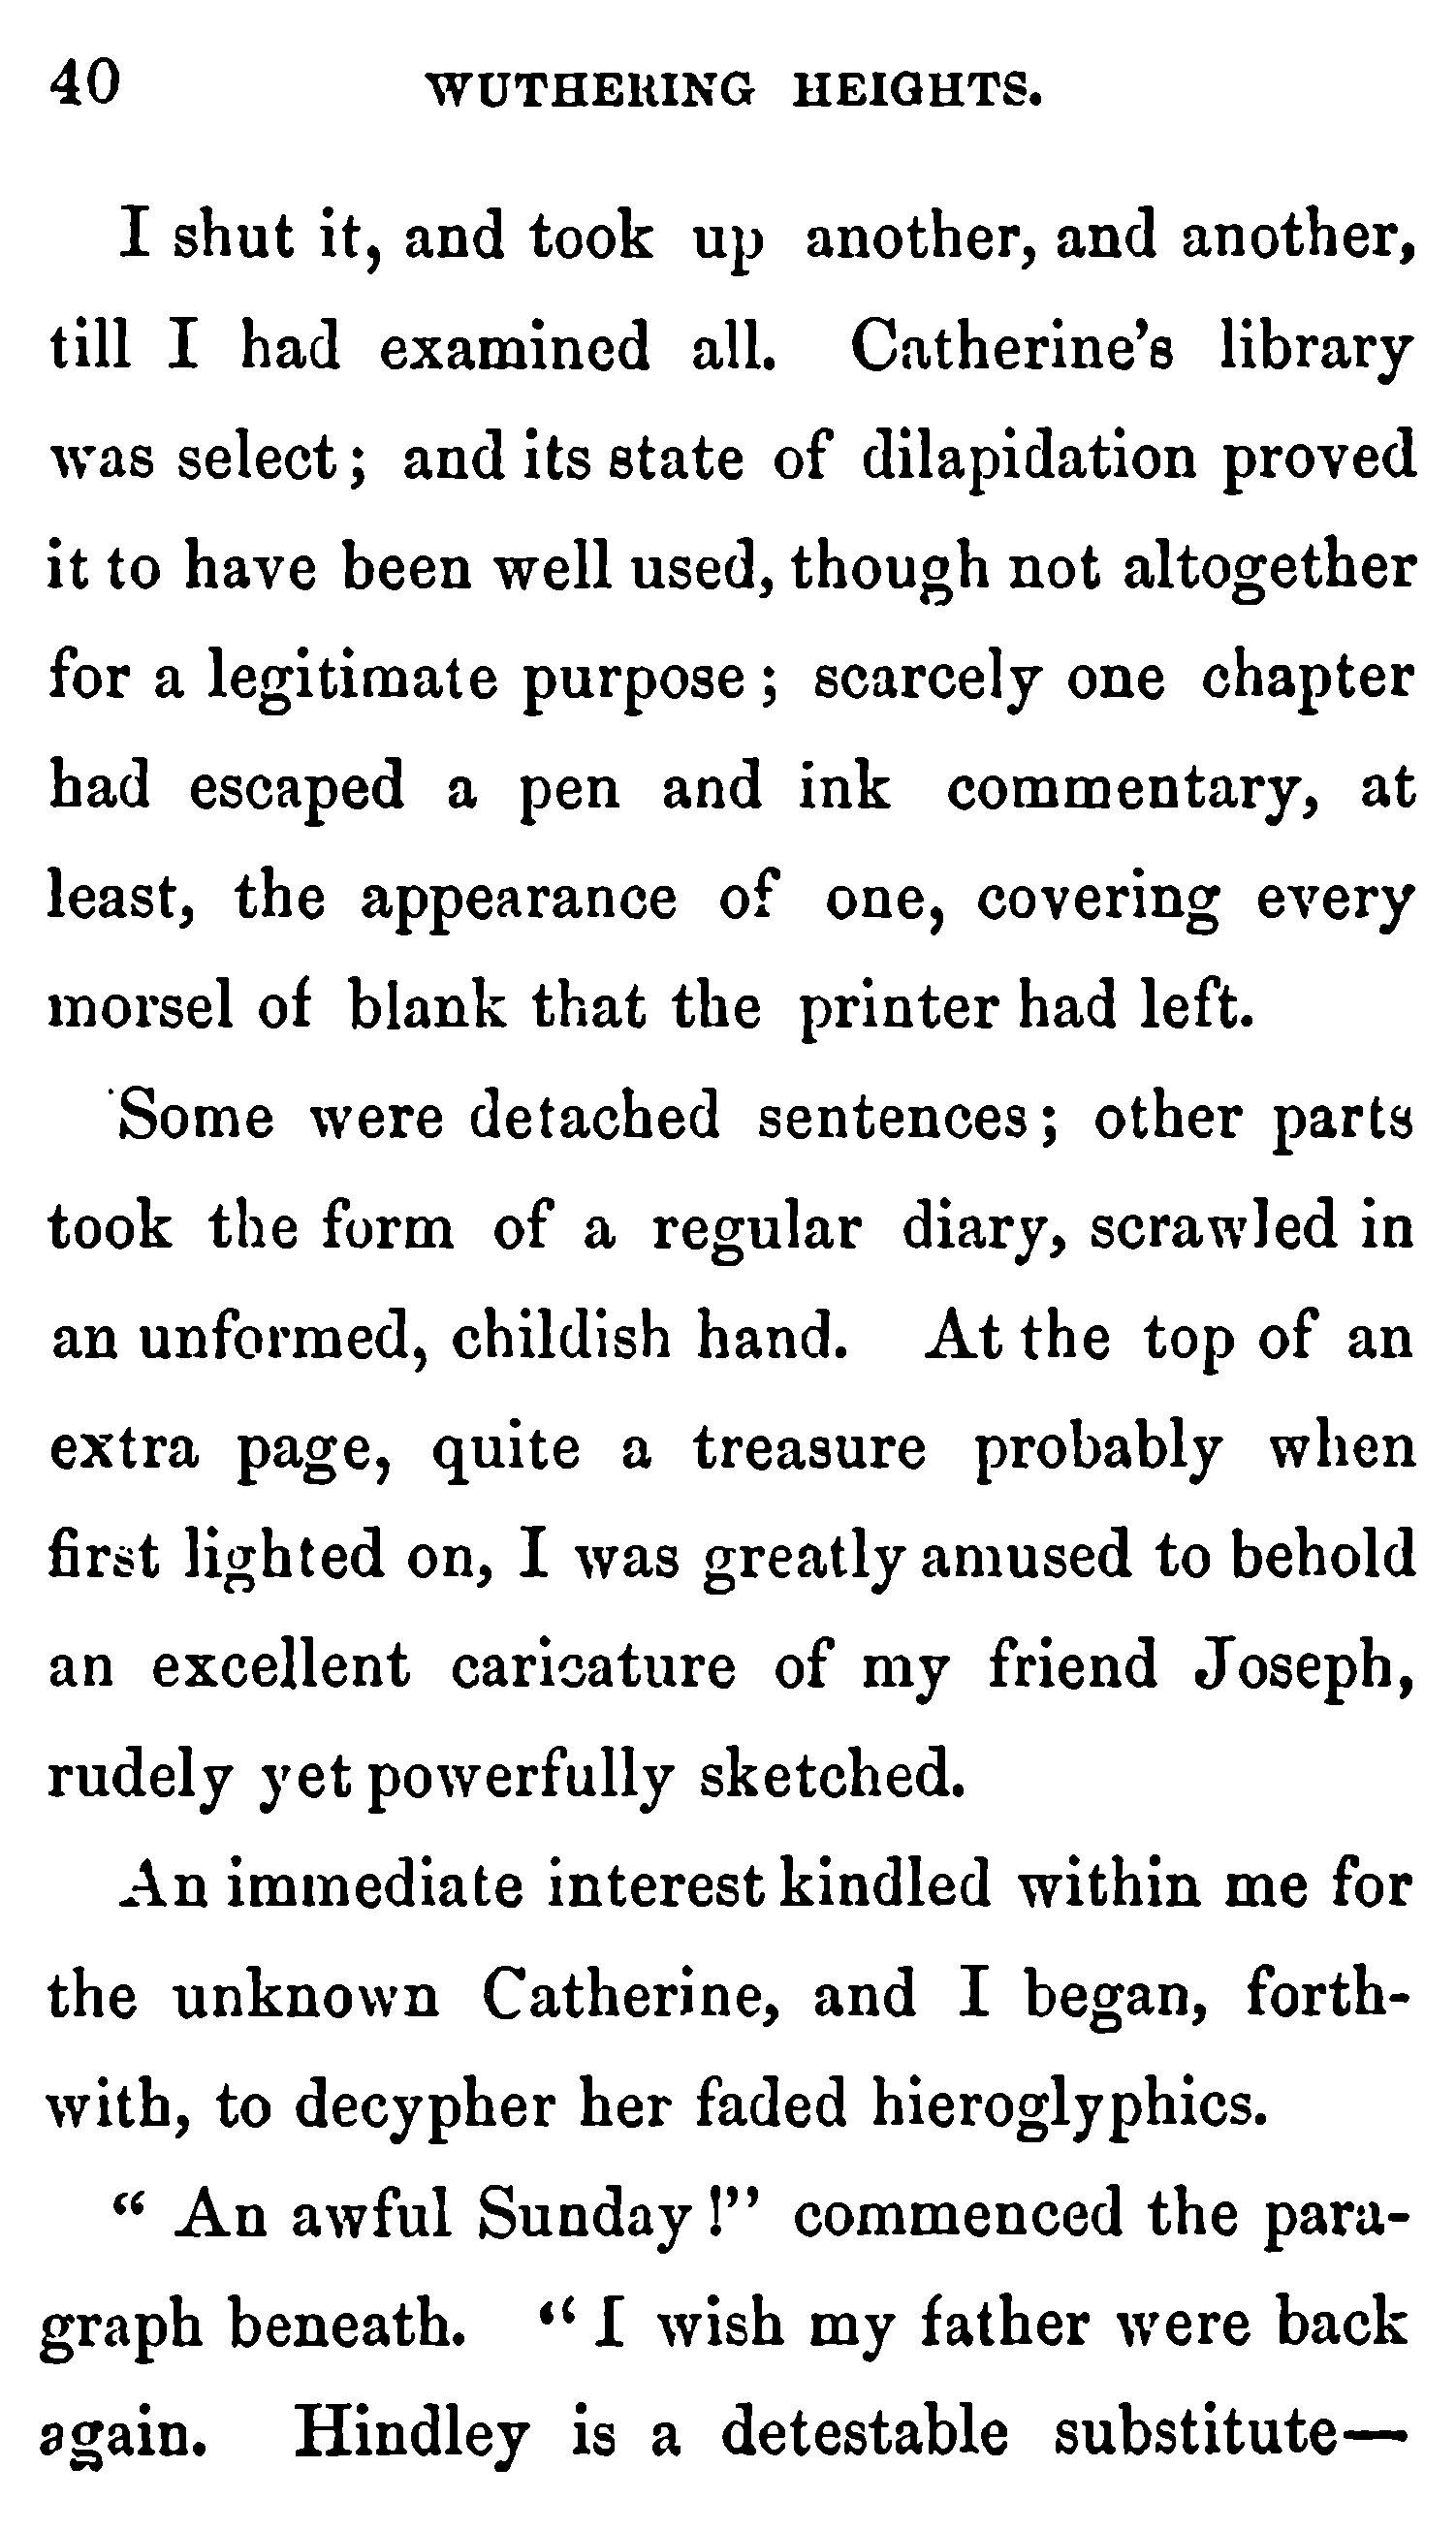 40 WUTHERING HEIGHTS.
I shut it, and took up another, and another,
till I had examined all. Catherine's library
was select; and its state of dilapidation proved
it to have been well used, though not altogether
for a legitimate purpose; scarcely one chapter
had escaped a pen and ink commentary, at
least, the appearance of one, covering every
morsel of blank that the printer had left.
Some were detached sentences; other parts
took the form of a regular diary, scrawled in
an unformed, childish hand. At the top of an
extra page, quite a treasure probably when
first lighted on, I was greatly amused to behold
an excellent caricature of my friend Joseph,
rudely yet powerfully sketched.
An immediate interest kindled within me for
the unknown Catherine, and I began, forth-
with, to decypher her faded hieroglyphics.
" An awful Sunday!" commenced the para-
graph beneath. "I wish my father were back
again. Hindley is a detestable substitute—